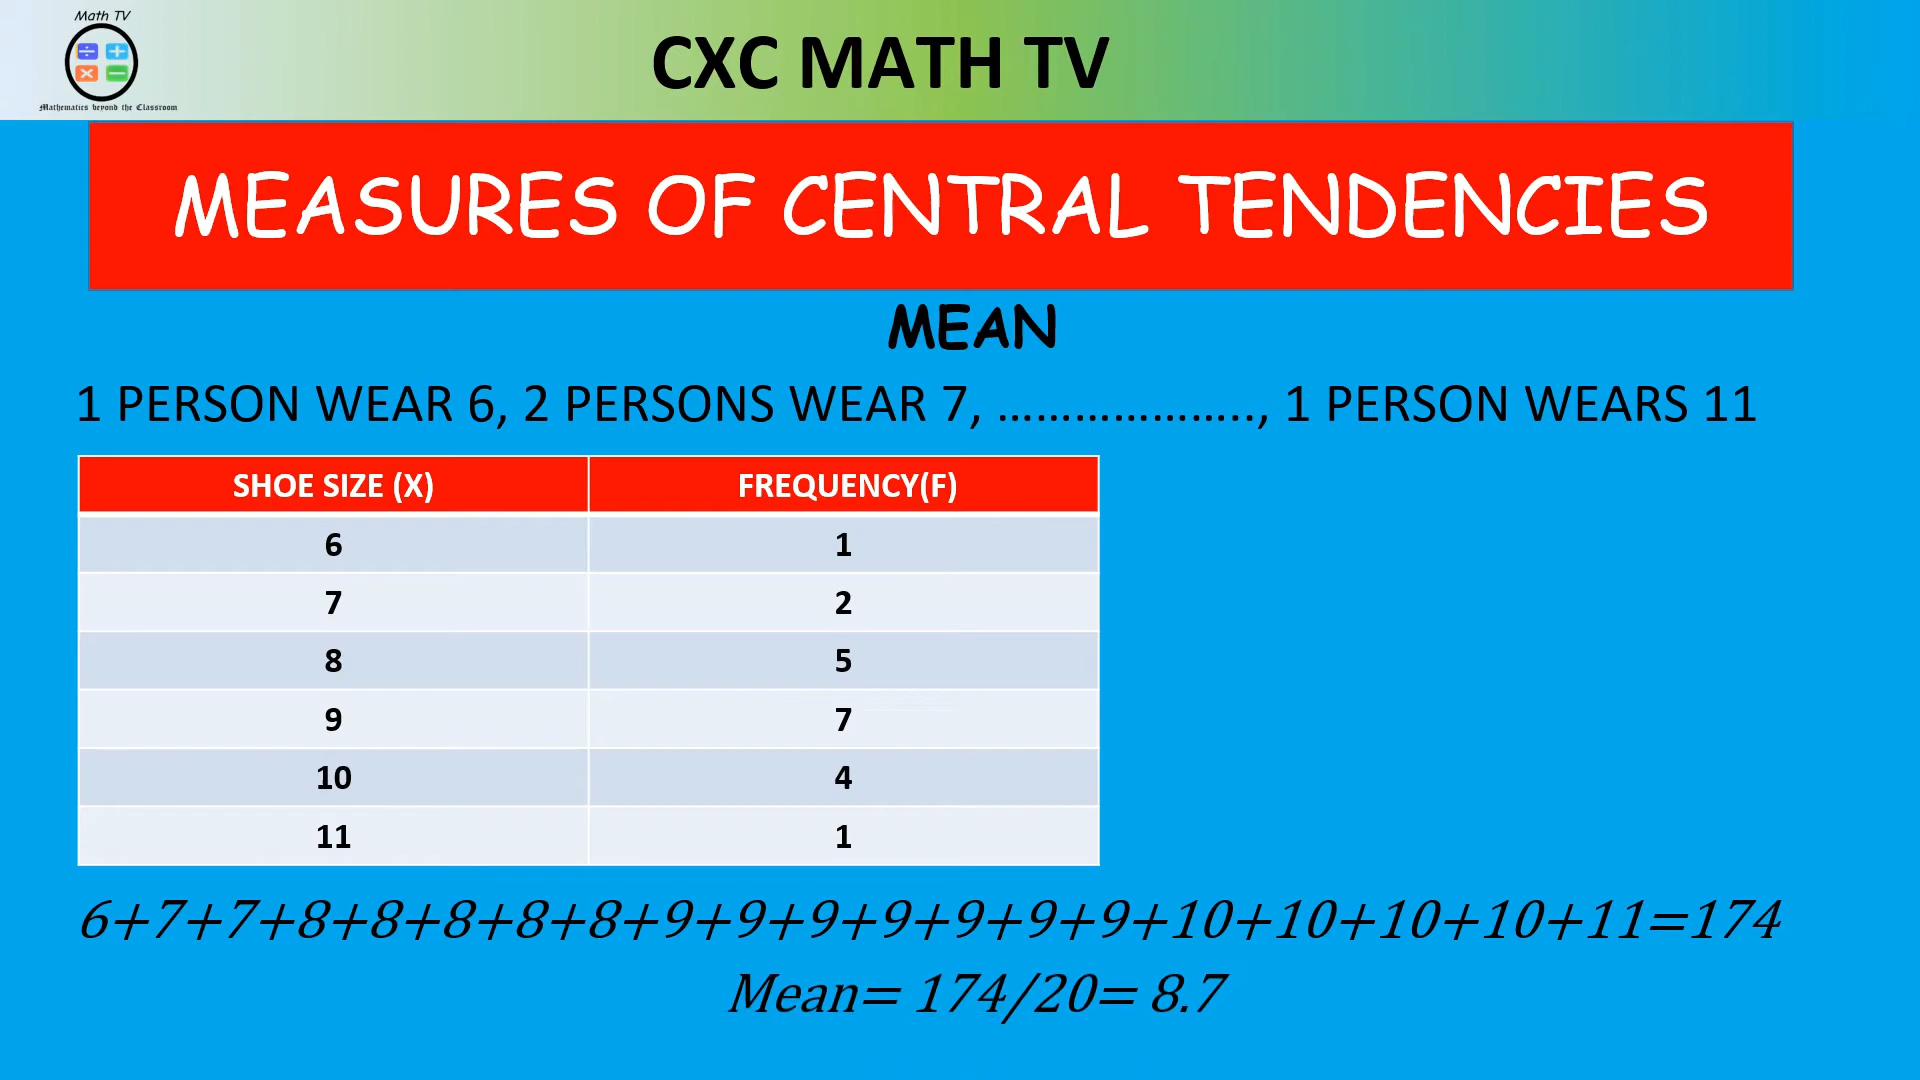 Math TV
Mathematics beyond the Classroom
CXC MATH TV
MEASURES OF CENTRAL TENDENCIES
MEAN
1 PERSON WEAR 6, 2 PERSONS WEAR 7, ……………….., 1 PERSON WEARS 11
SHOE SIZE (X) FREQUENCY(F)
6 1
7 2
8 5
9 7
10 4
11 1
6+7+7+8+8+8+8+8+9+9+9+9+9+9+9+10+10+10+10+11=174
Mean= 174/20= 8.7